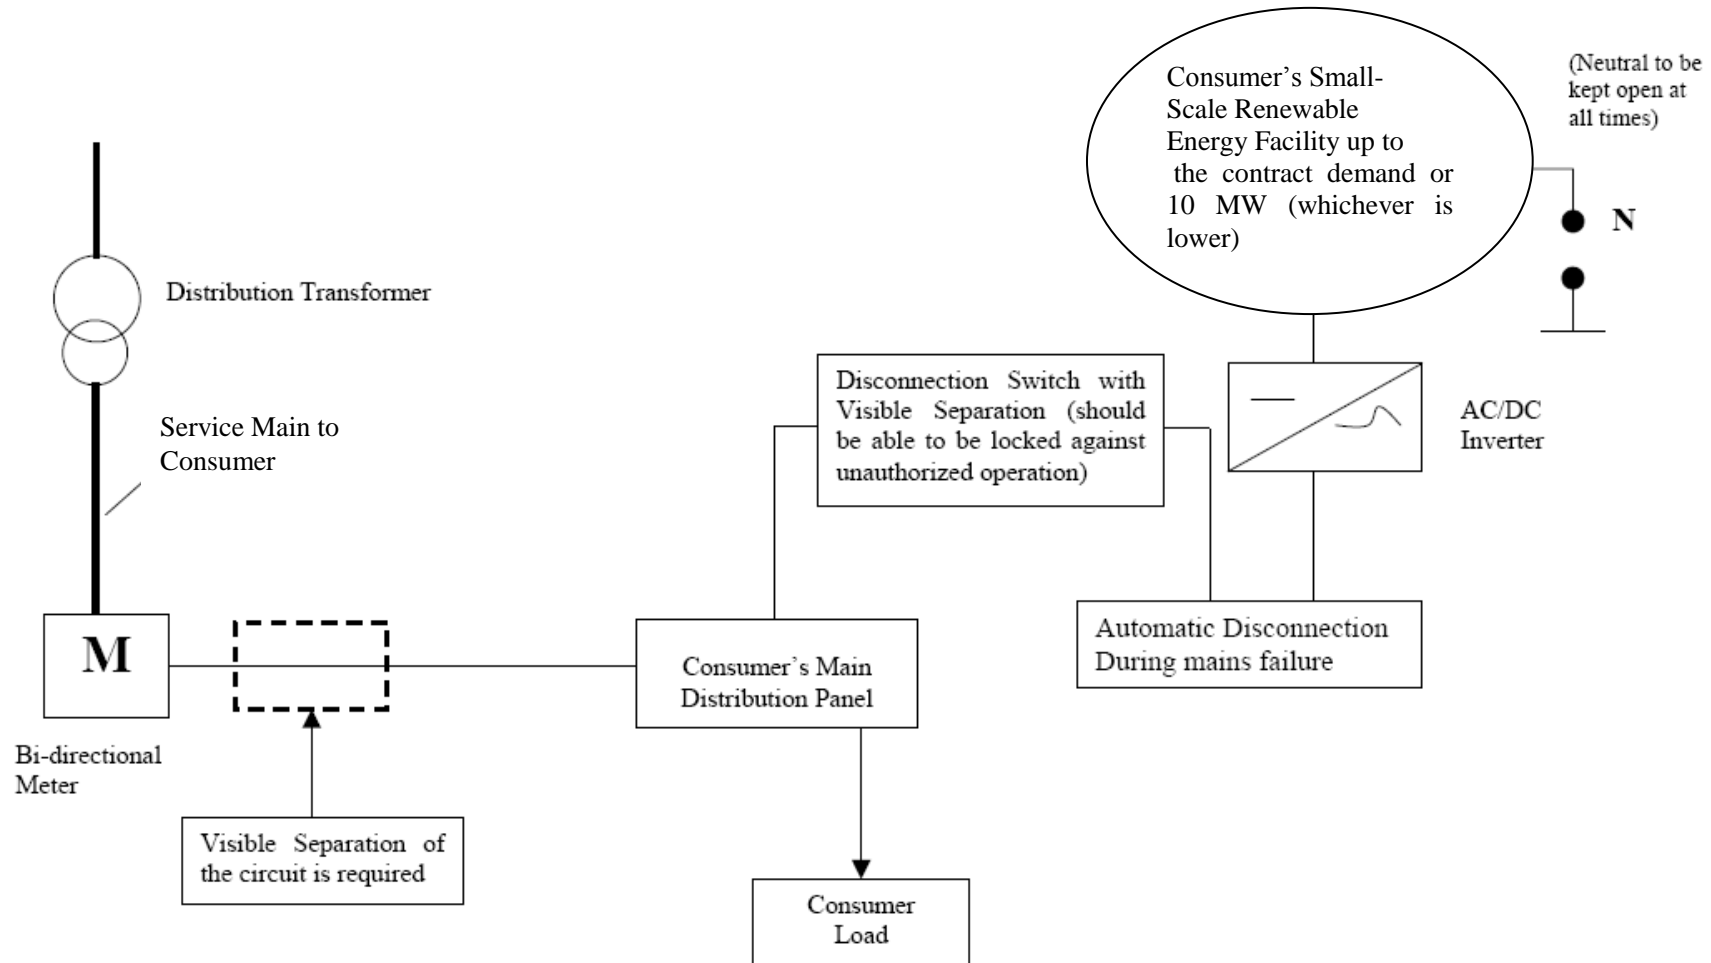 Consumer’s Small-
Scale Renewable
Energy Facility up to
the contract demand or
10 MW (whichever is
lower)
(Neutral to be
kept open at
all times)
N
Distribution Transformer
Disconnection Switch with
Visible Separation (should
be able to be locked against
unauthorized operation)
AC/DC
Inverter
Service Main to
Consumer
M
Consumer’s Main
Distribution Panel
Automatic Disconnection
During mains failure
Bi-directional
Meter
Visible Separation of
the circuit is required
Consumer
Load